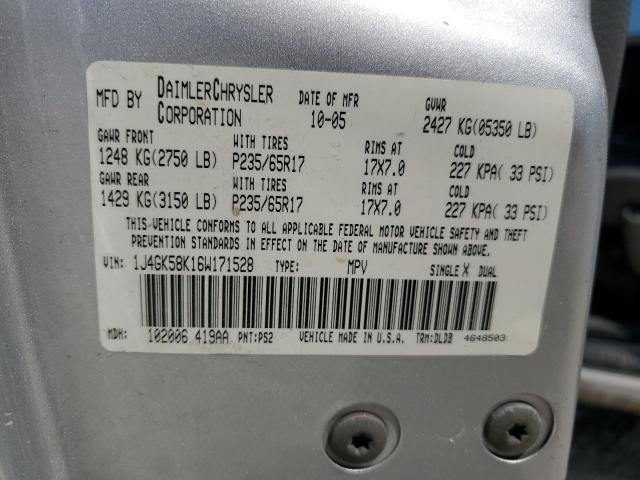 MFD BY DAIMLERCHRYSLER CORPORATION DATE OF MFR 10-05 GVWR 2427 KG(05350 LB)
GAWR FRONT WITH TIRES RIMS AT COLD
1248 KG(2750 LB) P235/65R17 17X7.0 227 KPA( 33 PSI)
GAWR REAR WITH TIRES RIMS AT COLD
1429 KG(3150 LB) P235/65R17 17X7.0 227 KPA( 33 PSI)
THIS VEHICLE CONFORMS TO ALL APPLICABLE FEDERAL MOTOR VEHICLE SAFETY AND THEFT
PREVENTION STANDARDS IN EFFECT ON THE DATE OF MANUFACTURE SHOWN ABOVE.
VIN: 1J4GK58K16W171528 TYPE: MPV SINGLE X DUAL
MDH: 102006 419AA PNT:PS2 VEHICLE MADE IN U.S.A. TRM:DLDB 4648503